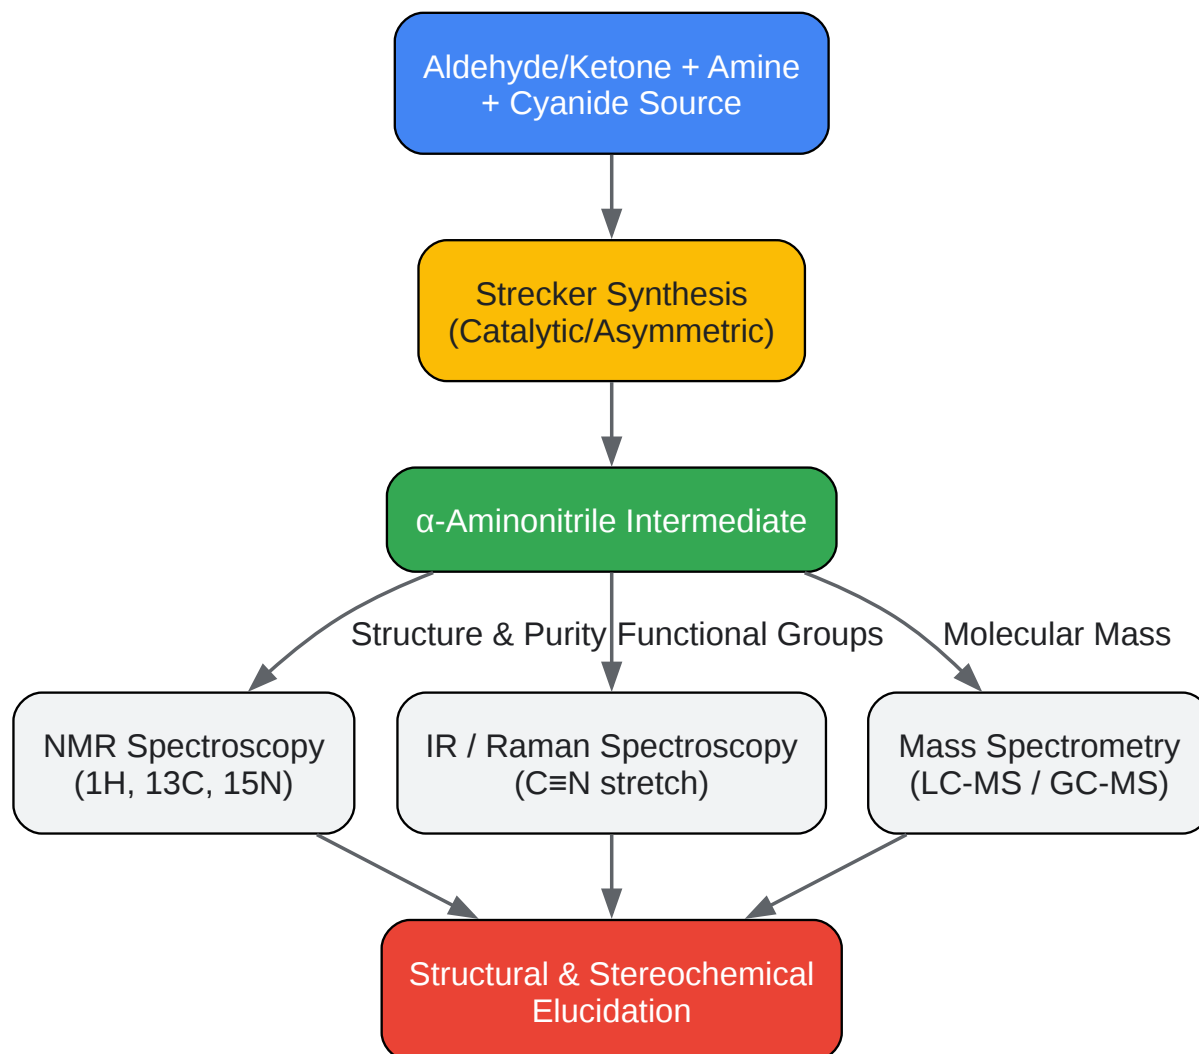 Aldehyde/Ketone + Amine
+ Cyanide Source
Strecker Synthesis
(Catalytic/Asymmetric)
α-Aminonitrile Intermediate
Structure & Purity
Functional Groups
Molecular Mass
NMR Spectroscopy
(1H, 13C, 15N)
IR / Raman Spectroscopy
(C≡N stretch)
Mass Spectrometry
(LC-MS / GC-MS)
Structural & Stereochemical
Elucidation